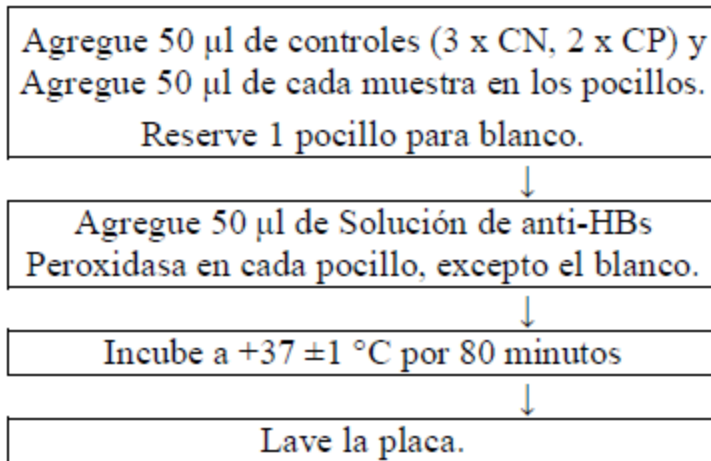 Agregue 50 µl de controles (3 x CN, 2 x CP) y
Agregue 50 µl de cada muestra en los pocillos.
Reserve 1 pocillo para blanco.
↓
Agregue 50 µl de Solución de anti-HBs
Peroxidasa en cada pocillo, excepto el blanco.
↓
Incube a +37 ±1 °C por 80 minutos
↓
Lave la placa.